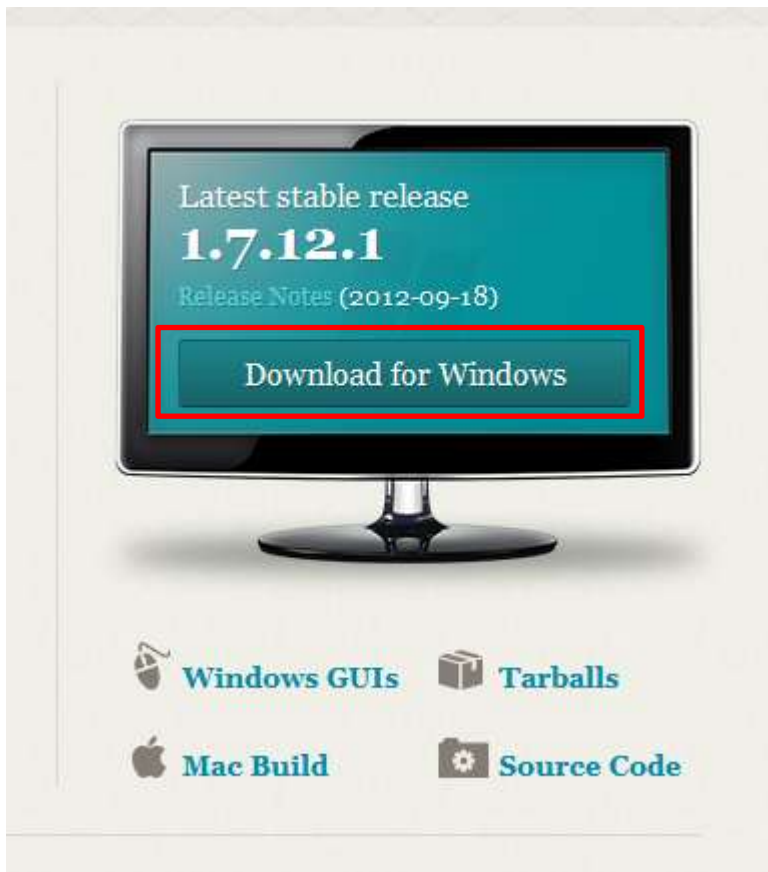 Latest stable release
1.7.12.1
Release Notes (2012-09-18)
Download for Windows
Windows GUIs
Tarballs
Mac Build
Source Code